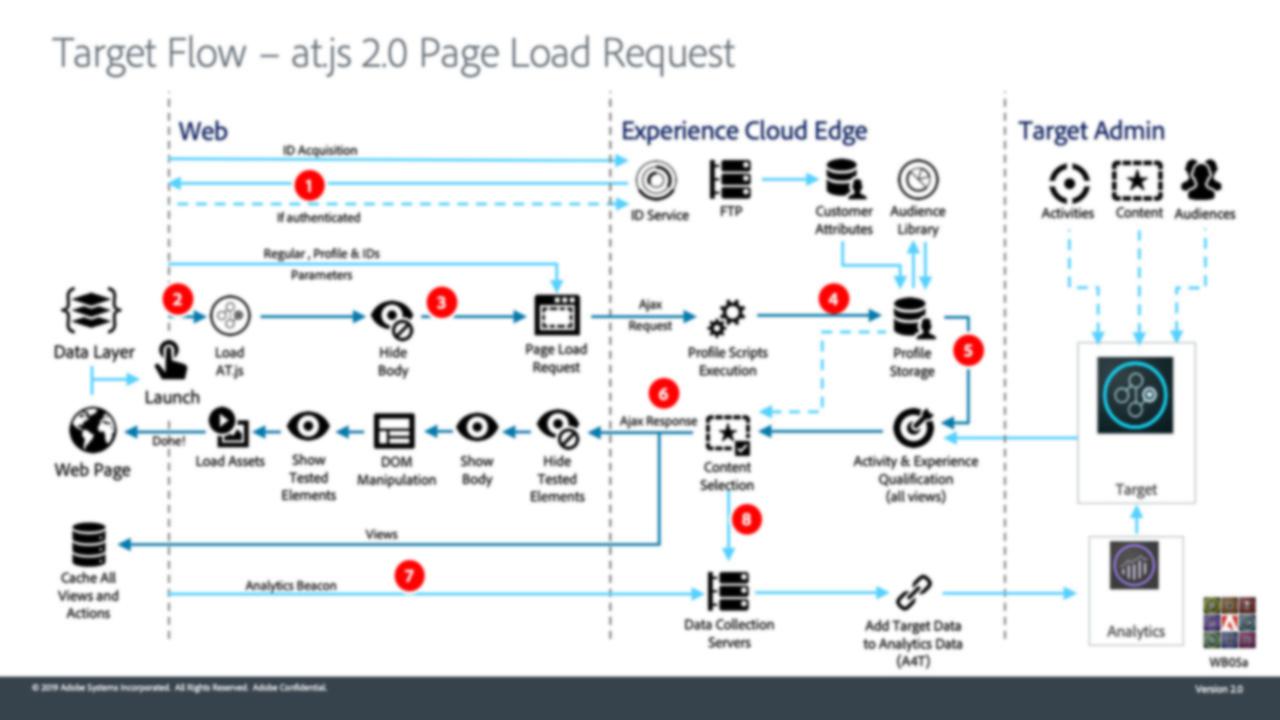 Target Flow – at.js 2.0 Page Load Request
Web
Experience Cloud Edge
Target Admin
ID Acquisition
1
If authenticated
ID Service
FTP
Customer
Attributes
Audience
Library
Activities
Content
Audiences
Regular , Profile & IDs
Parameters
2
3
4
5
Data Layer
Launch
Load
AT.js
Hide
Body
Page Load
Request
Ajax
Request
Profile Scripts
Execution
Profile
Storage
6
Ajax Response
Web Page
Done!
Load Assets
Show
Tested
Elements
DOM
Manipulation
Show
Body
Hide
Tested
Elements
Content
Selection
Activity & Experience
Qualification
(all views)
Target
8
Views
Cache All
Views and
Actions
7
Analytics Beacon
Data Collection
Servers
Add Target Data
to Analytics Data
(A4T)
Analytics
WB05a
© 2019 Adobe Systems Incorporated. All Rights Reserved. Adobe Confidential.
Version 2.0